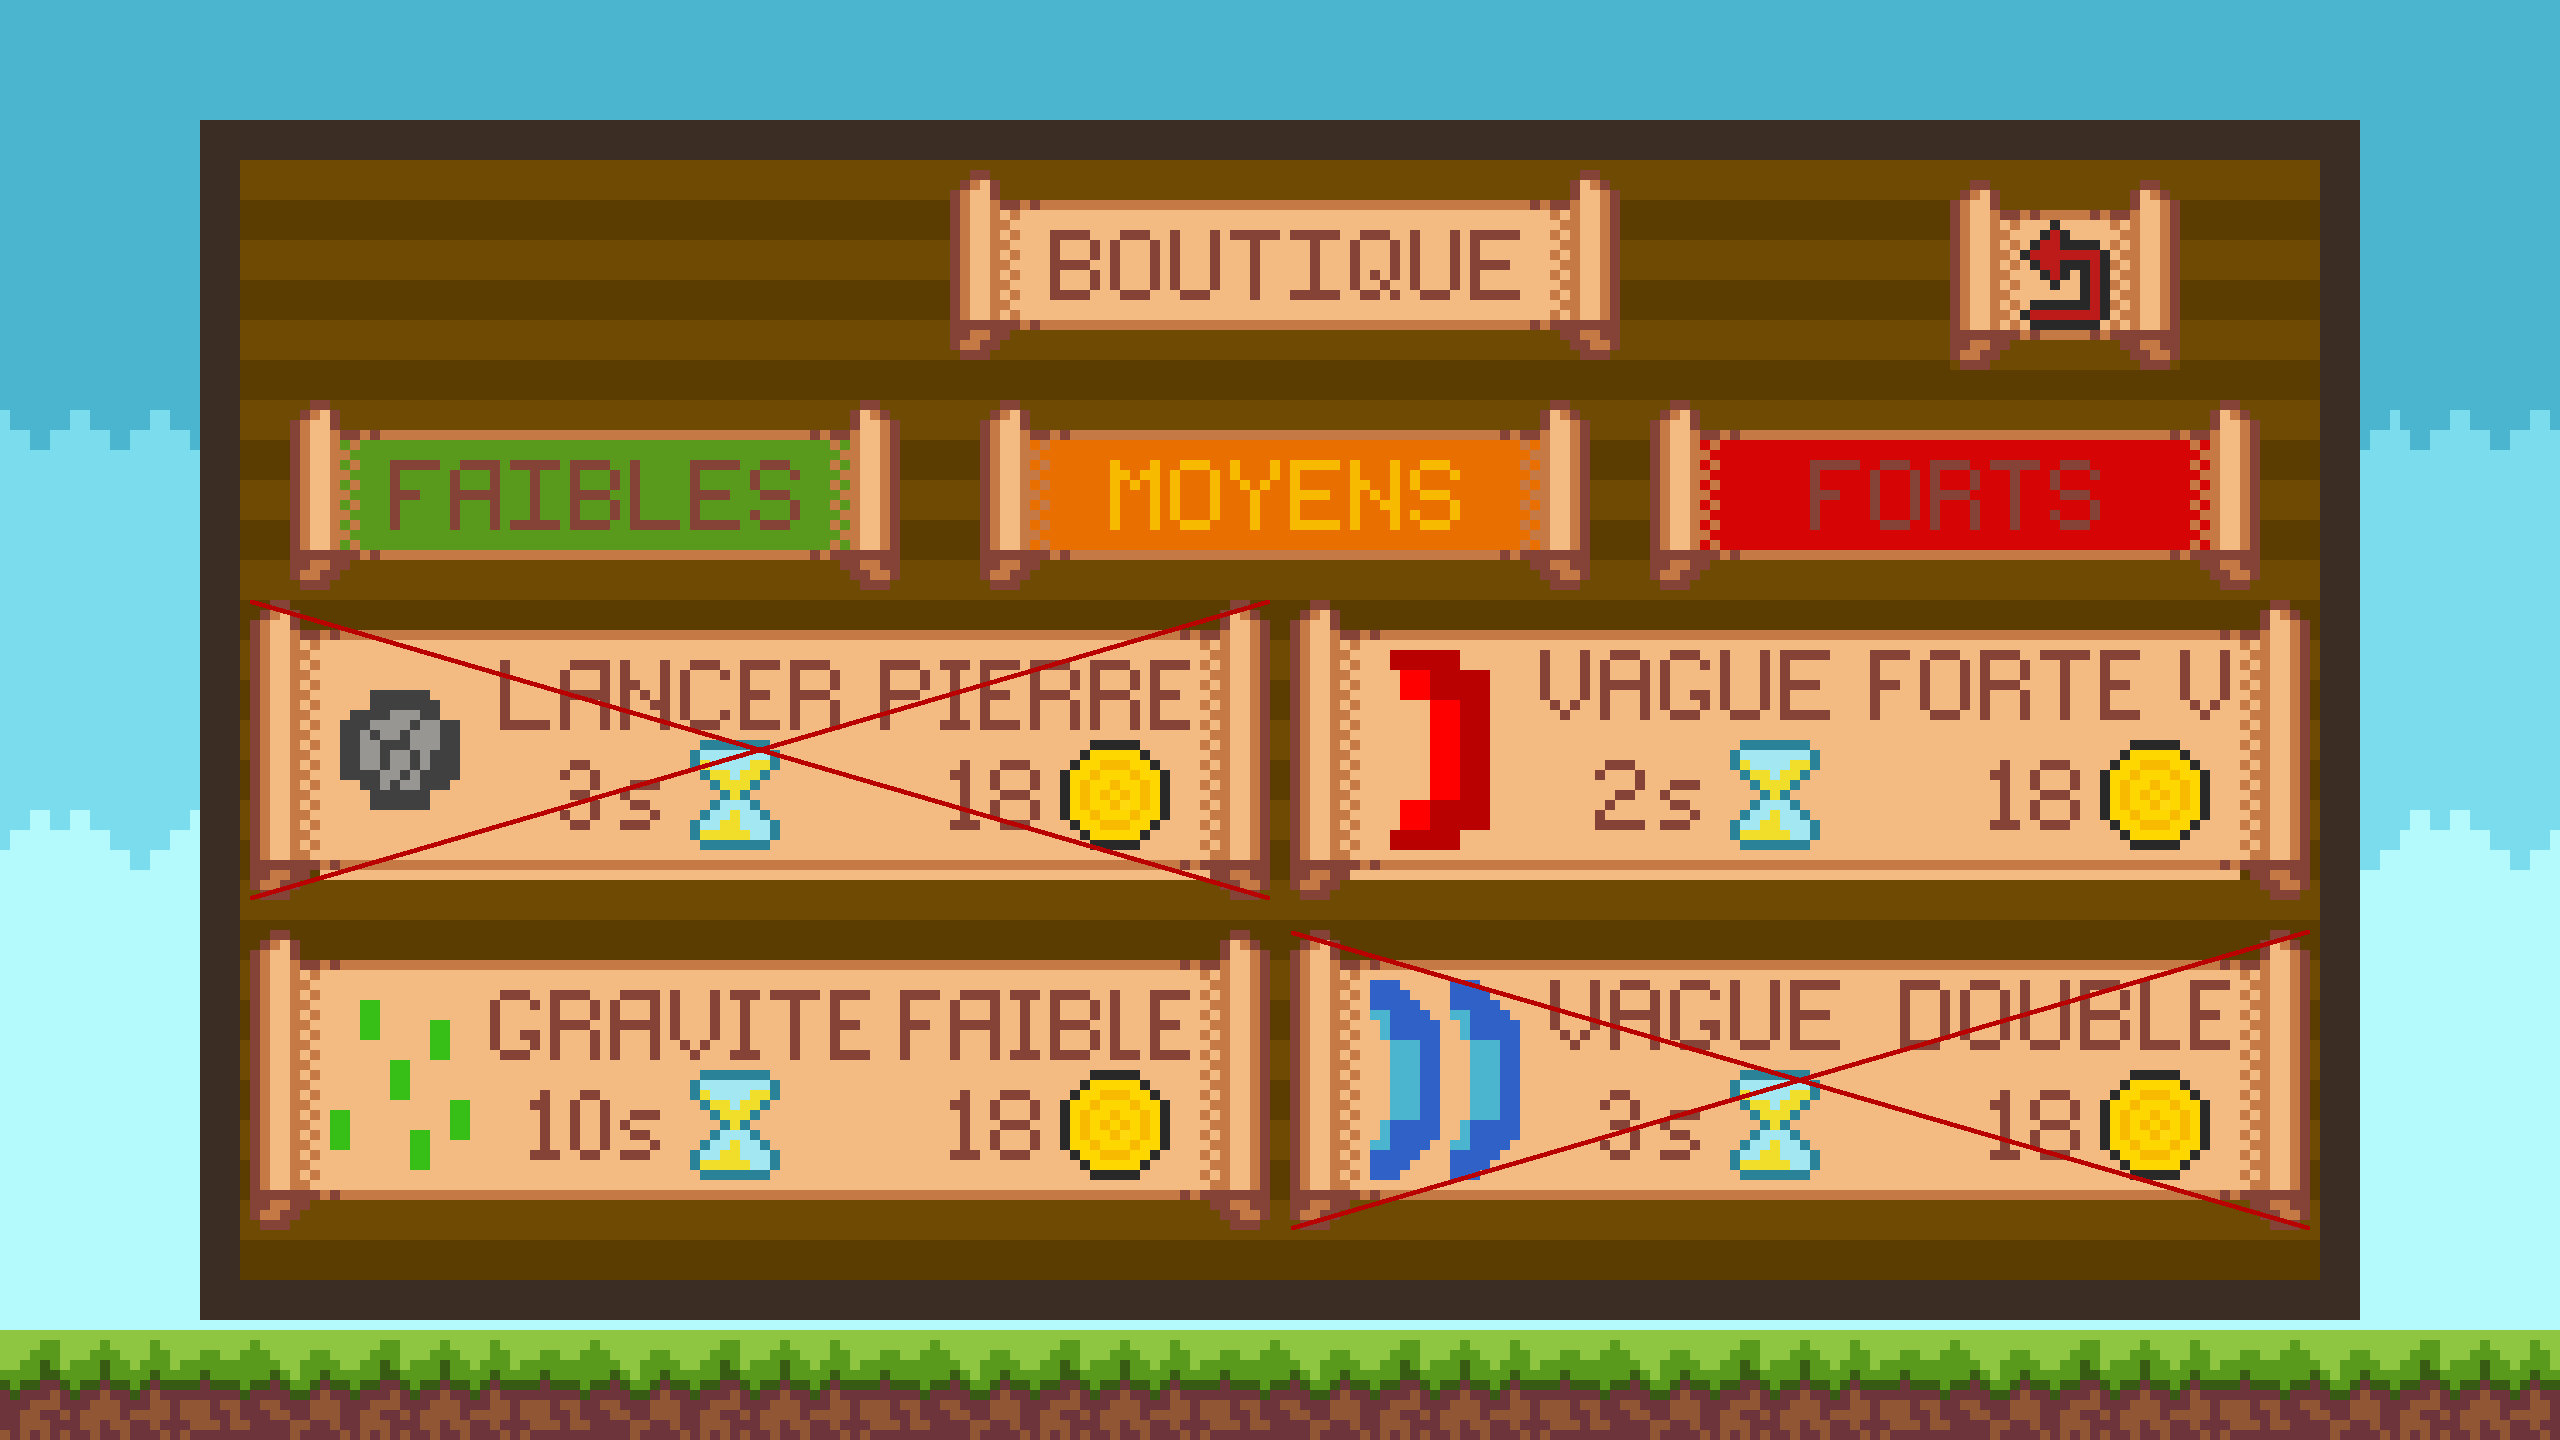 BOUTIQUE
FAIBLES
MOYENS
FORTS
LANCER PIERRE
3s
18
VAGUE FORTE V
2s
18
GRAVITE FAIBLE
10s
18
VAGUE DOUBLE
3s
18